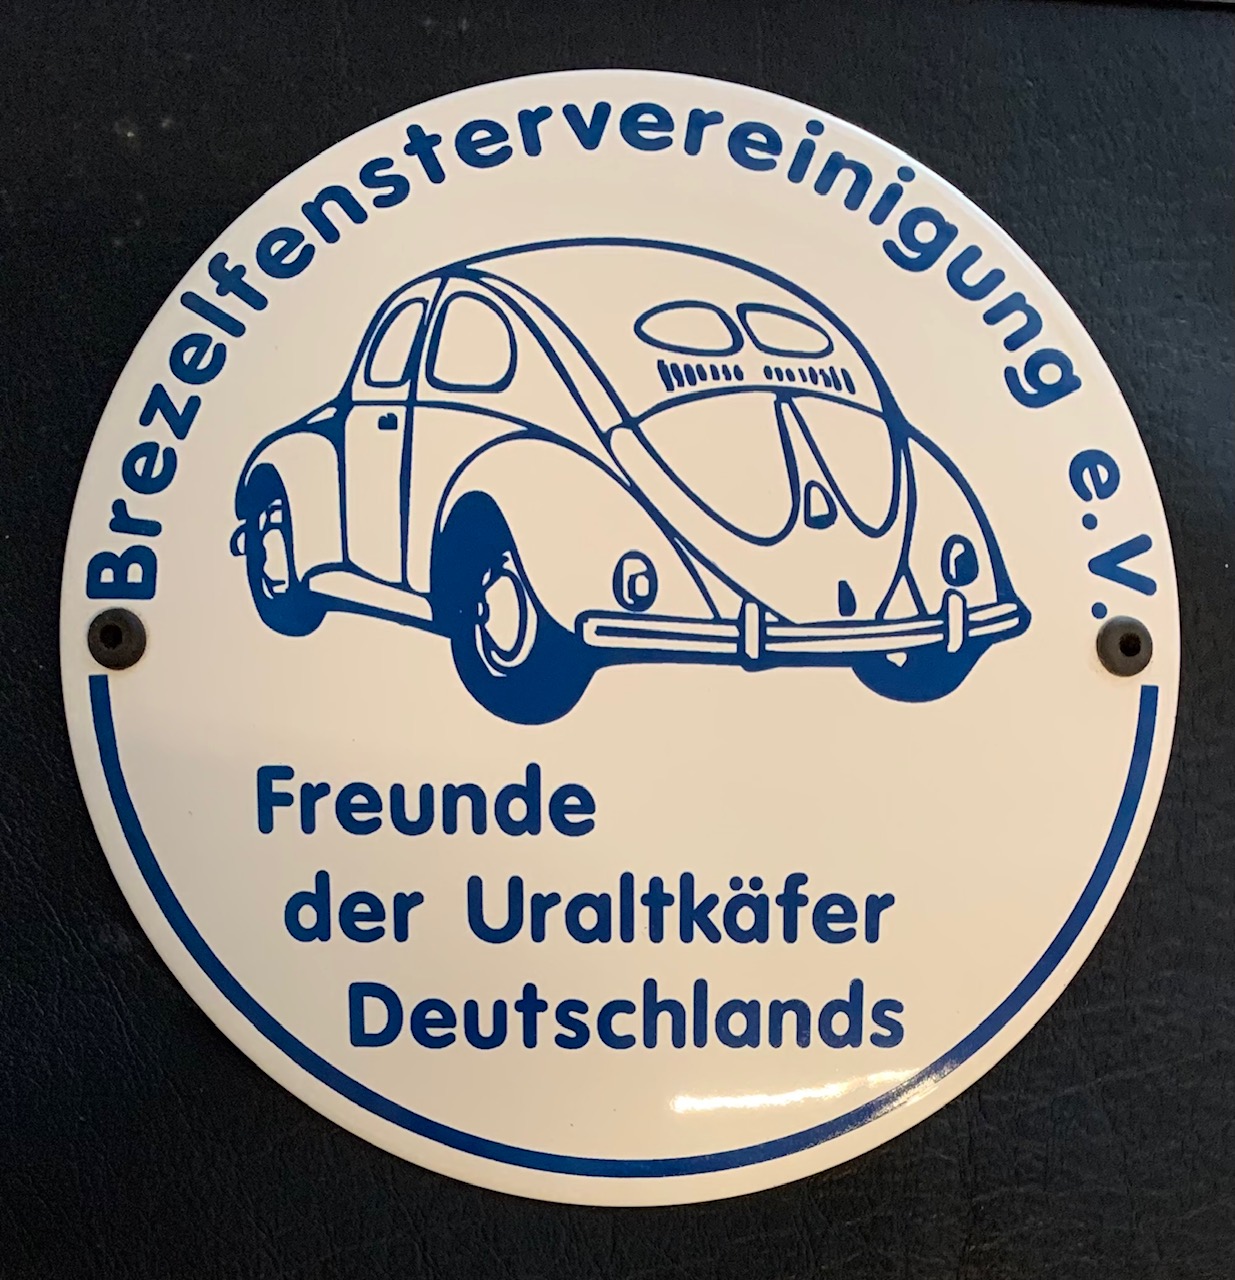 Brezelfenstervereinigung e.V.
Freunde
der Uraltkäfer
Deutschlands